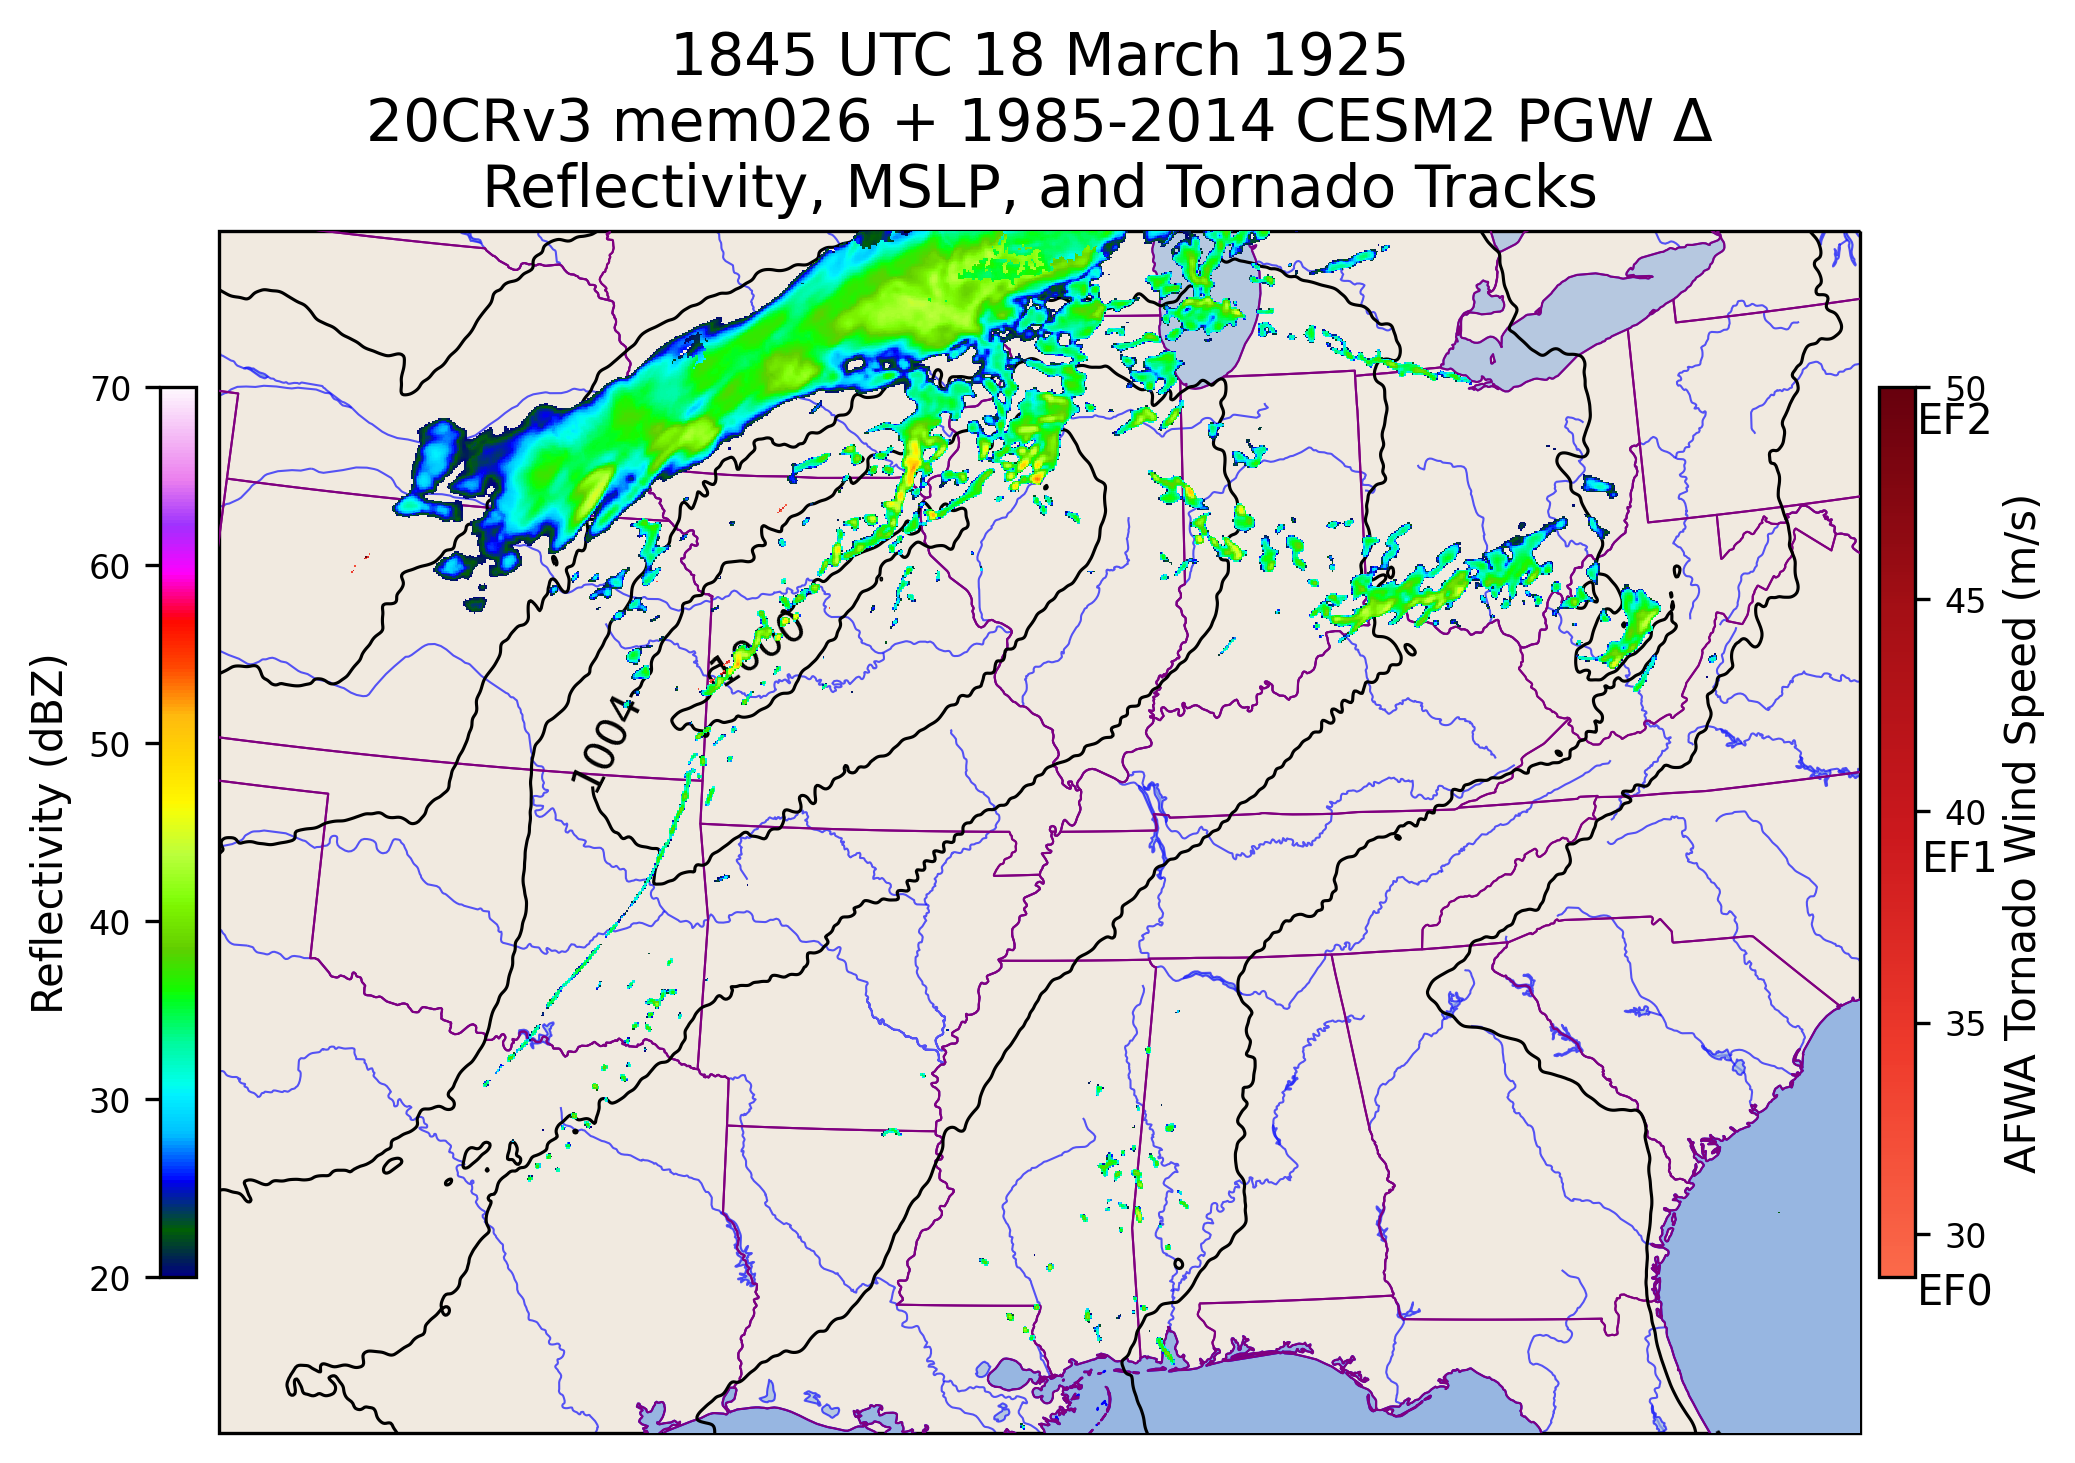 1845 UTC 18 March 1925
20CRv3 mem026 + 1985-2014 CESM2 PGW Δ
Reflectivity, MSLP, and Tornado Tracks
70
60
50
40
30
20
Reflectivity (dBZ)
1004
1000
50
EF2
45
40
EF1
35
30
EF0
AFWA Tornado Wind Speed (m/s)